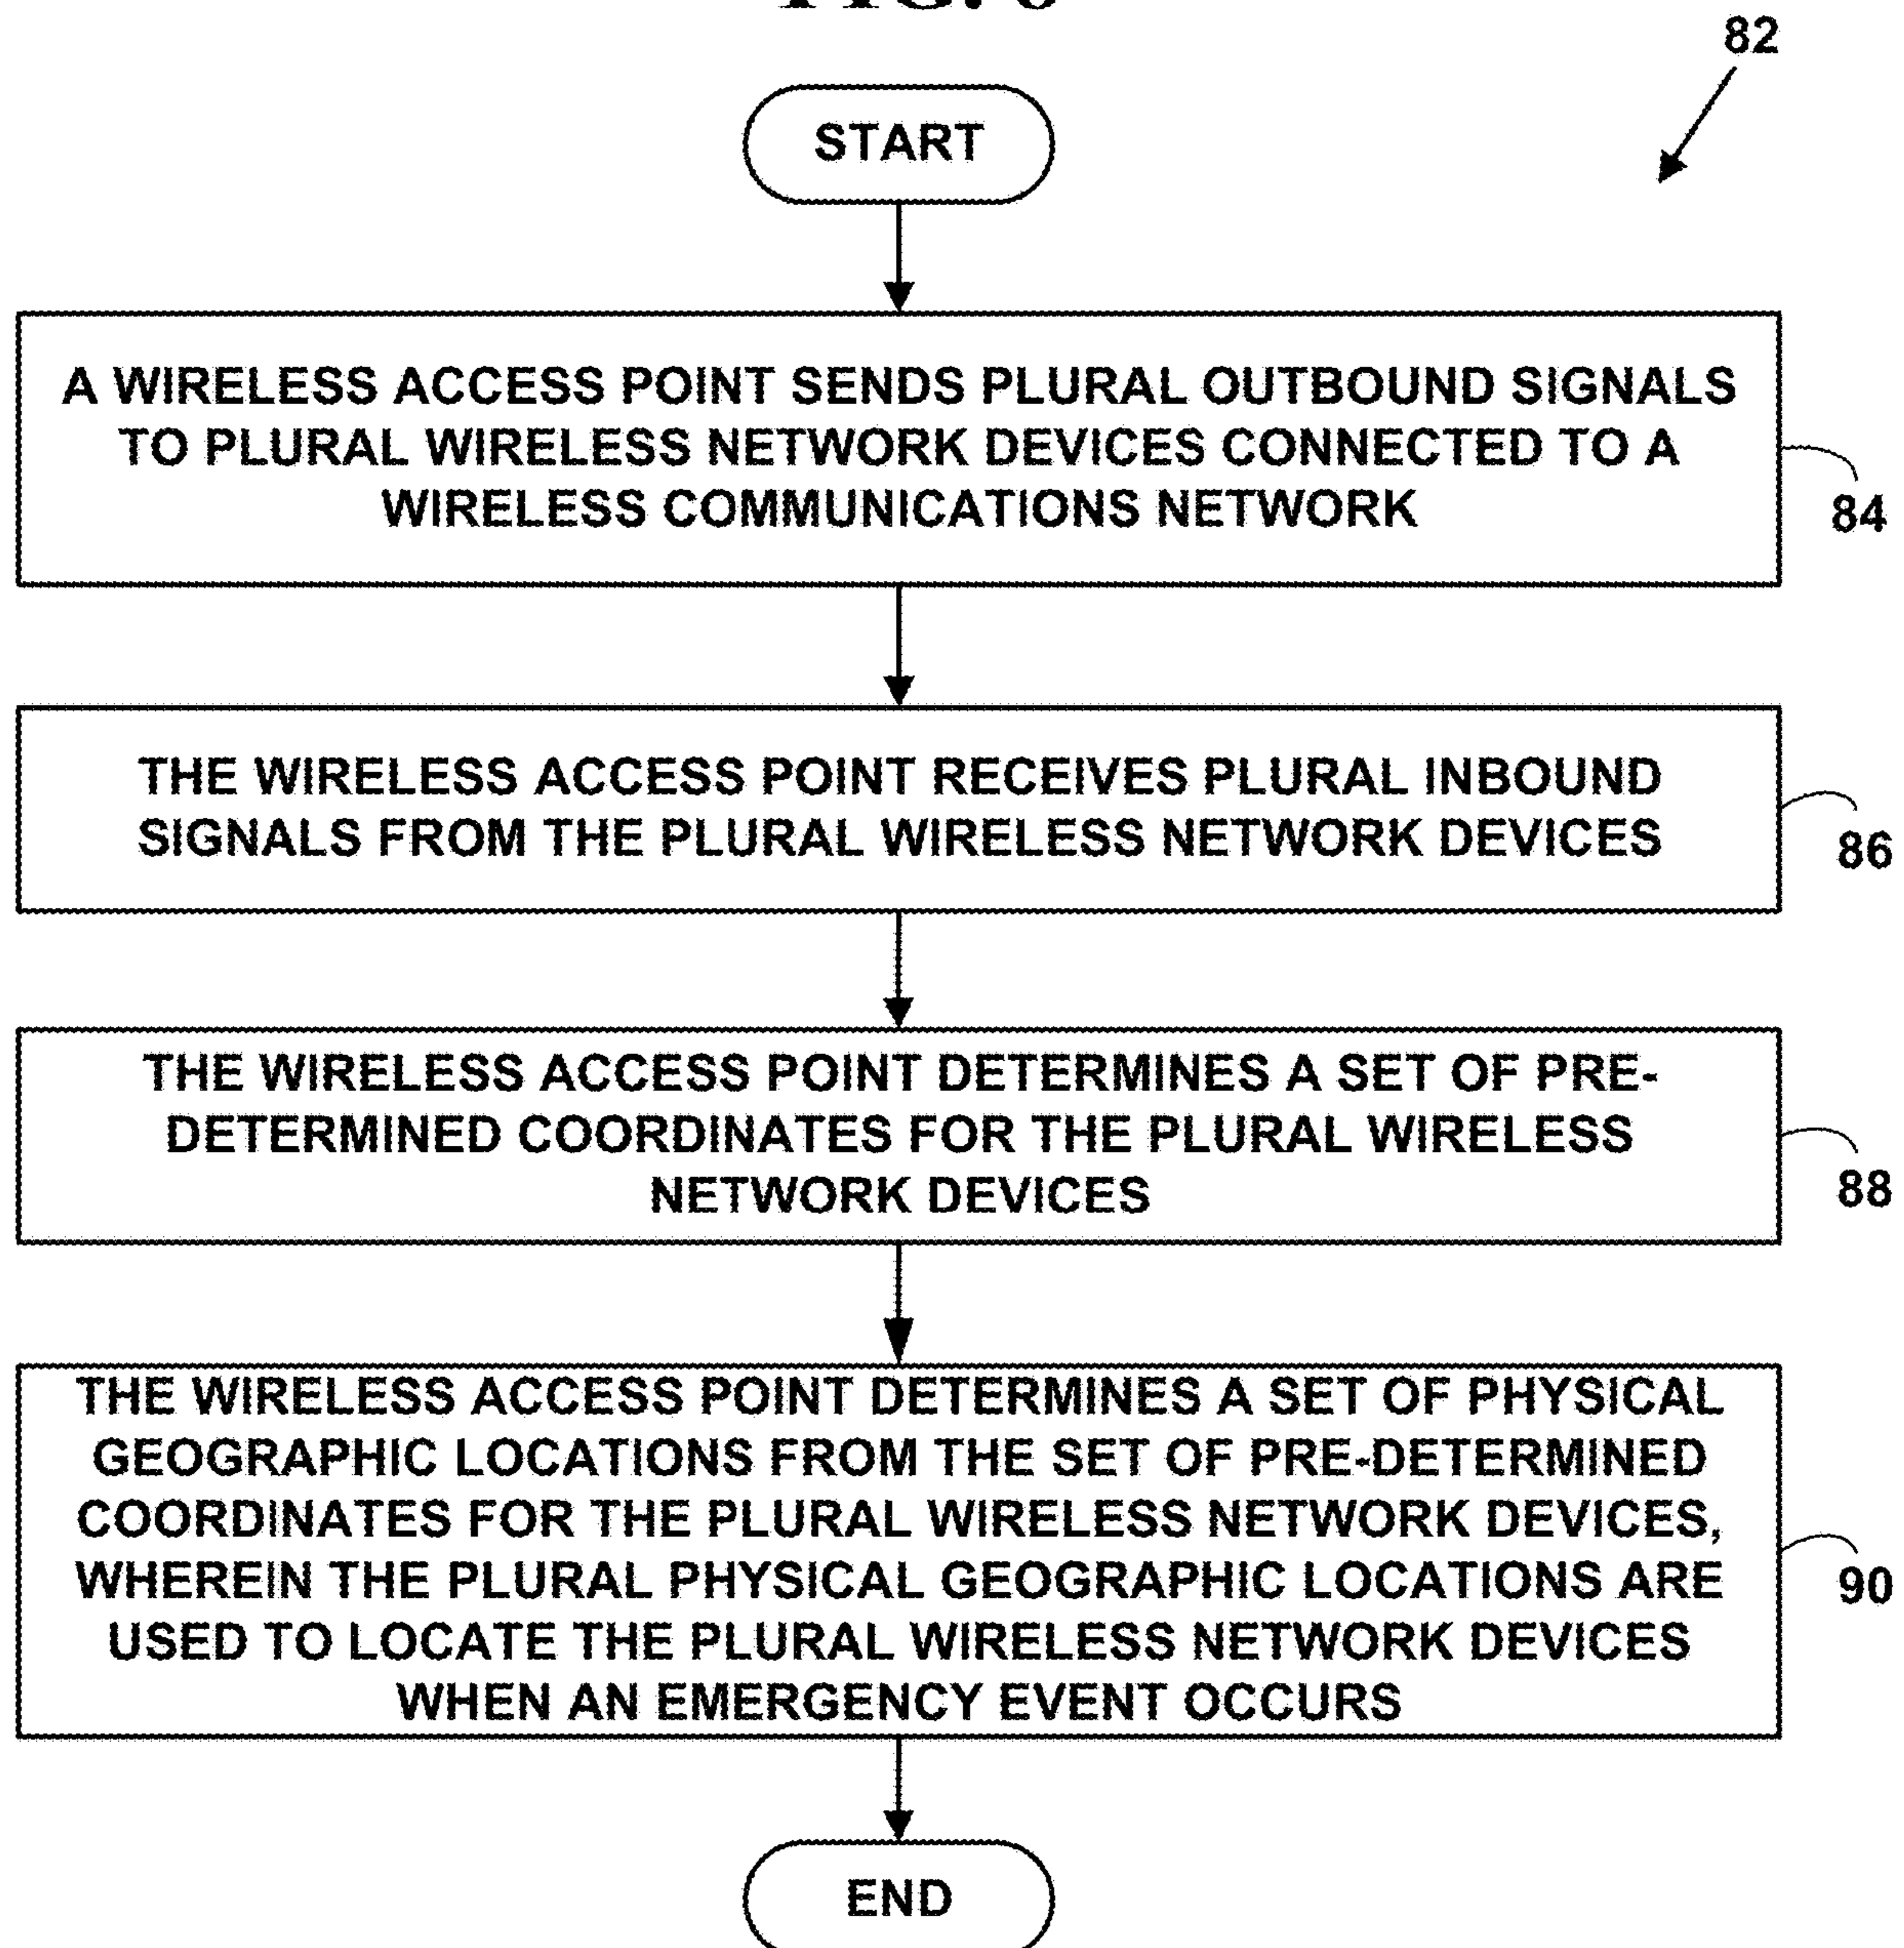 82
START
A WIRELESS ACCESS POINT SENDS PLURAL OUTBOUND SIGNALS
TO PLURAL WIRELESS NETWORK DEVICES CONNECTED TO A
WIRELESS COMMUNICATIONS NETWORK
84
THE WIRELESS ACCESS POINT RECEIVES PLURAL INBOUND
SIGNALS FROM THE PLURAL WIRELESS NETWORK DEVICES
86
THE WIRELESS ACCESS POINT DETERMINES A SET OF PRE-
DETERMINED COORDINATES FOR THE PLURAL WIRELESS
NETWORK DEVICES
88
THE WIRELESS ACCESS POINT DETERMINES A SET OF PHYSICAL
GEOGRAPHIC LOCATIONS FROM THE SET OF PRE-DETERMINED
COORDINATES FOR THE PLURAL WIRELESS NETWORK DEVICES,
WHEREIN THE PLURAL PHYSICAL GEOGRAPHIC LOCATIONS ARE
USED TO LOCATE THE PLURAL WIRELESS NETWORK DEVICES
WHEN AN EMERGENCY EVENT OCCURS
90
END